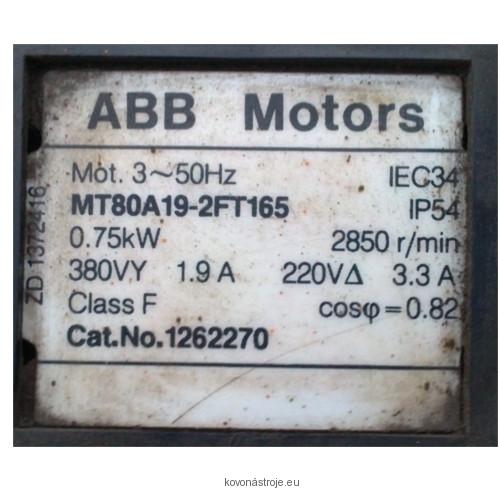 ABB Motors
Mot. 3~50Hz IEC34
MT80A19-2FT165 IP54
0.75kW 2850 r/min
380VY 1.9 A 220VΔ 3.3 A
Class F cosφ=0.82
Cat.No.1262270
ZD 1372416
kovonástroje.eu